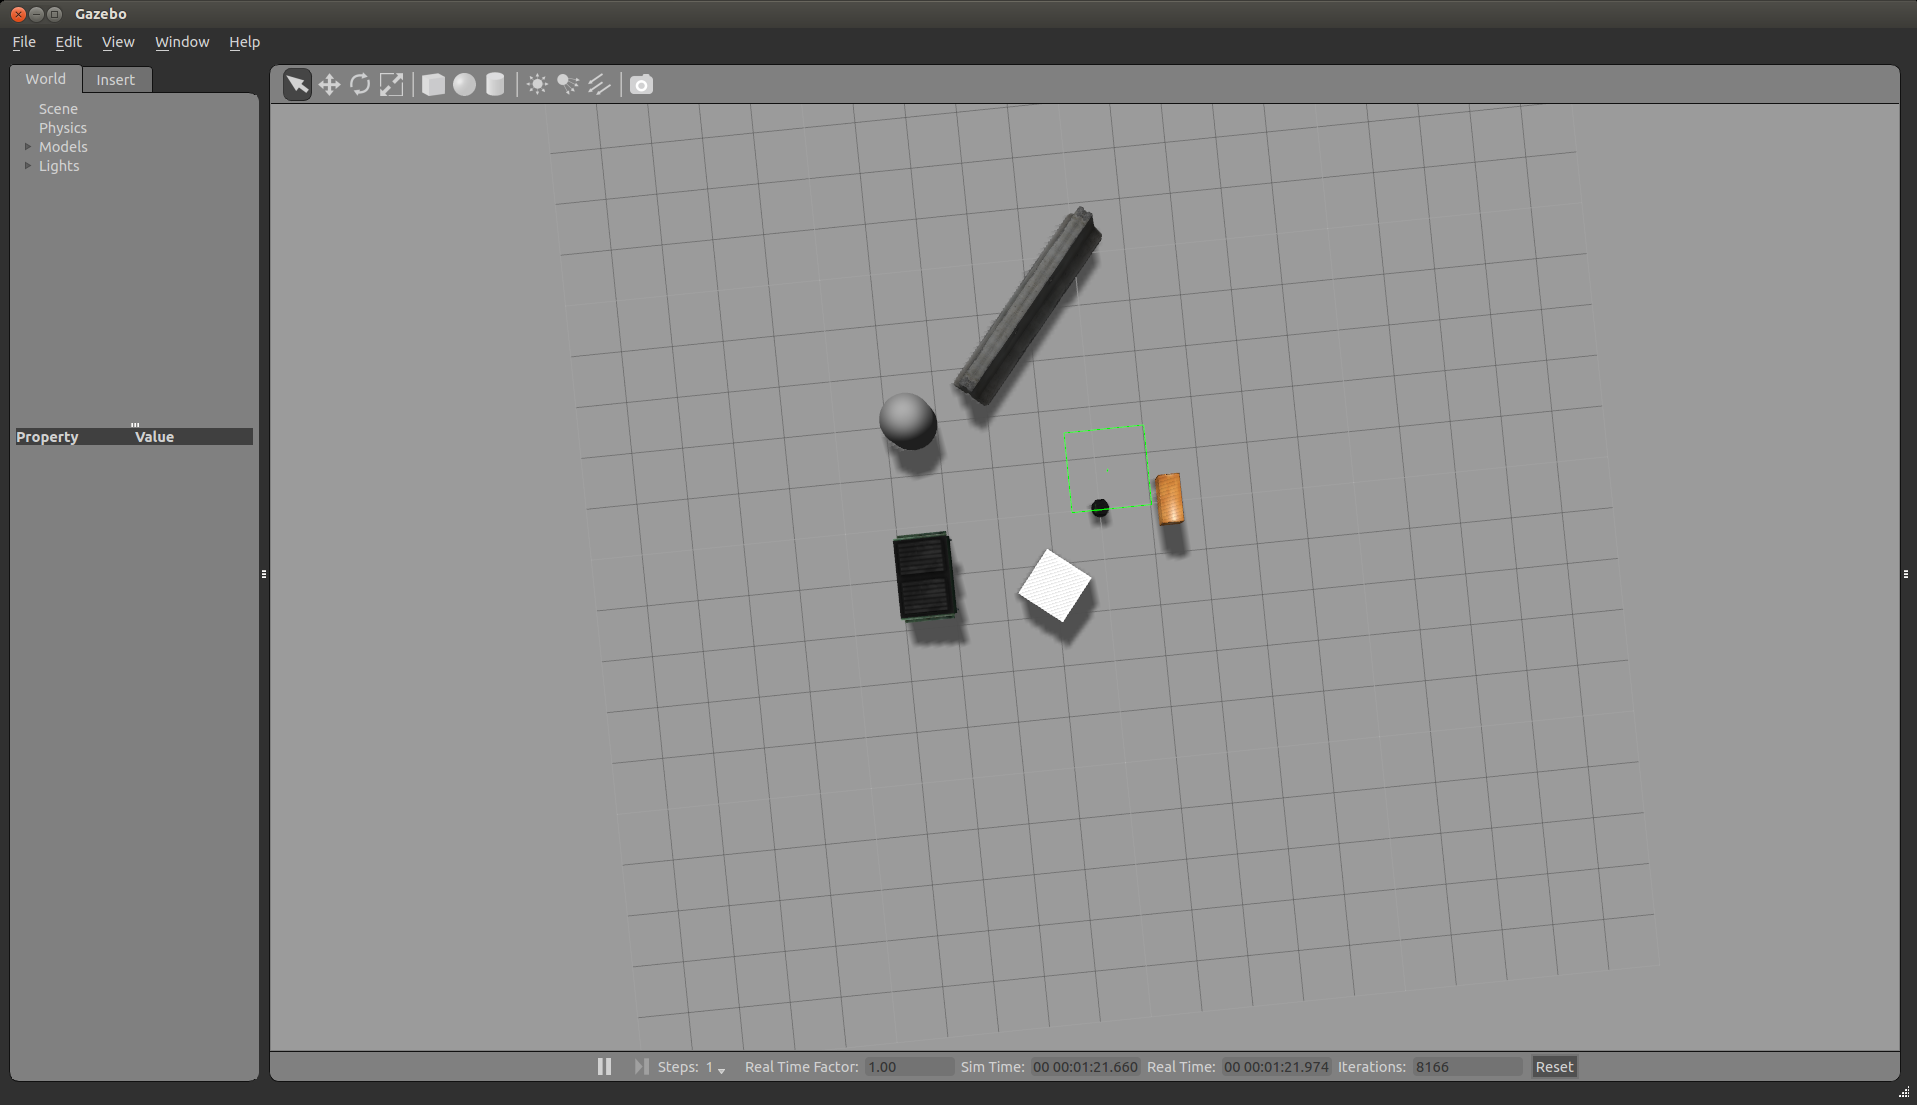 Gazebo
File Edit View Window Help
World Insert
Scene
Physics
Models
Lights
Property Value
Steps: 1 Real Time Factor: 1.00 Sim Time: 00 00:01:21.660 Real Time: 00 00:01:21.974 Iterations: 8166 Reset